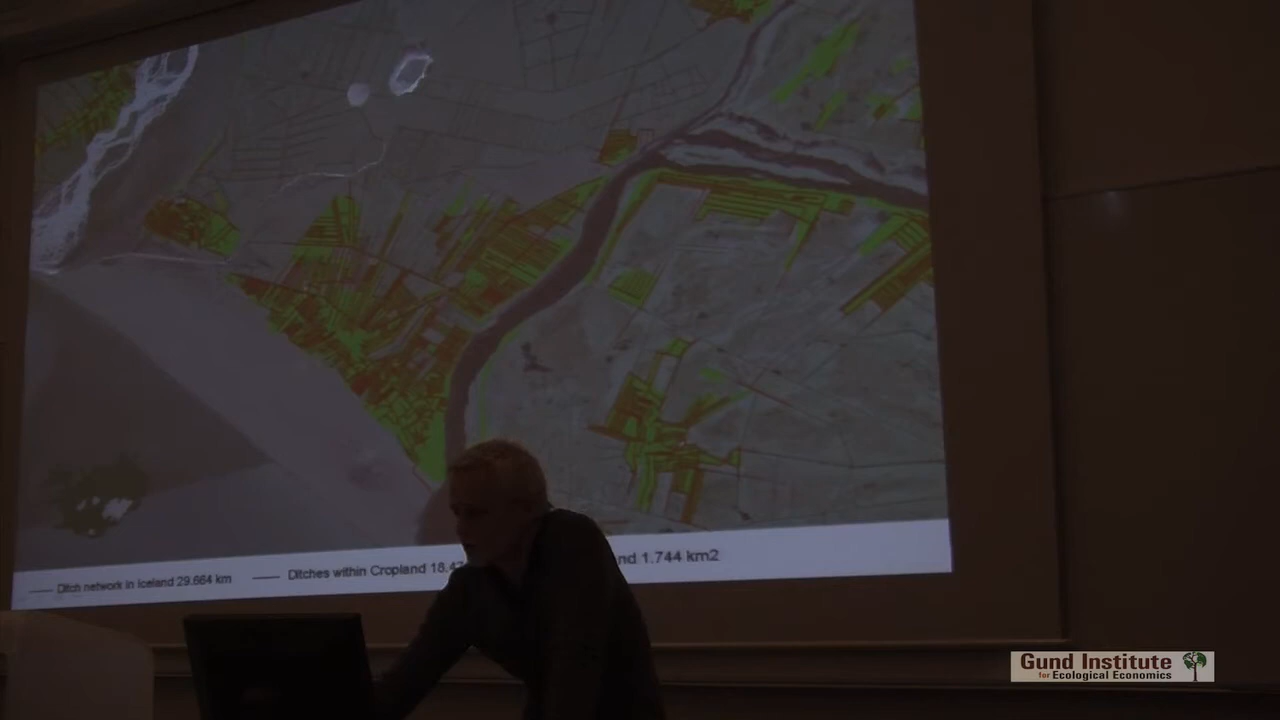 Ditch network in Iceland 29.664 km
Ditches within Cropland 18.47
nd 1.744 km2
Gund Institute
for Ecological Economics